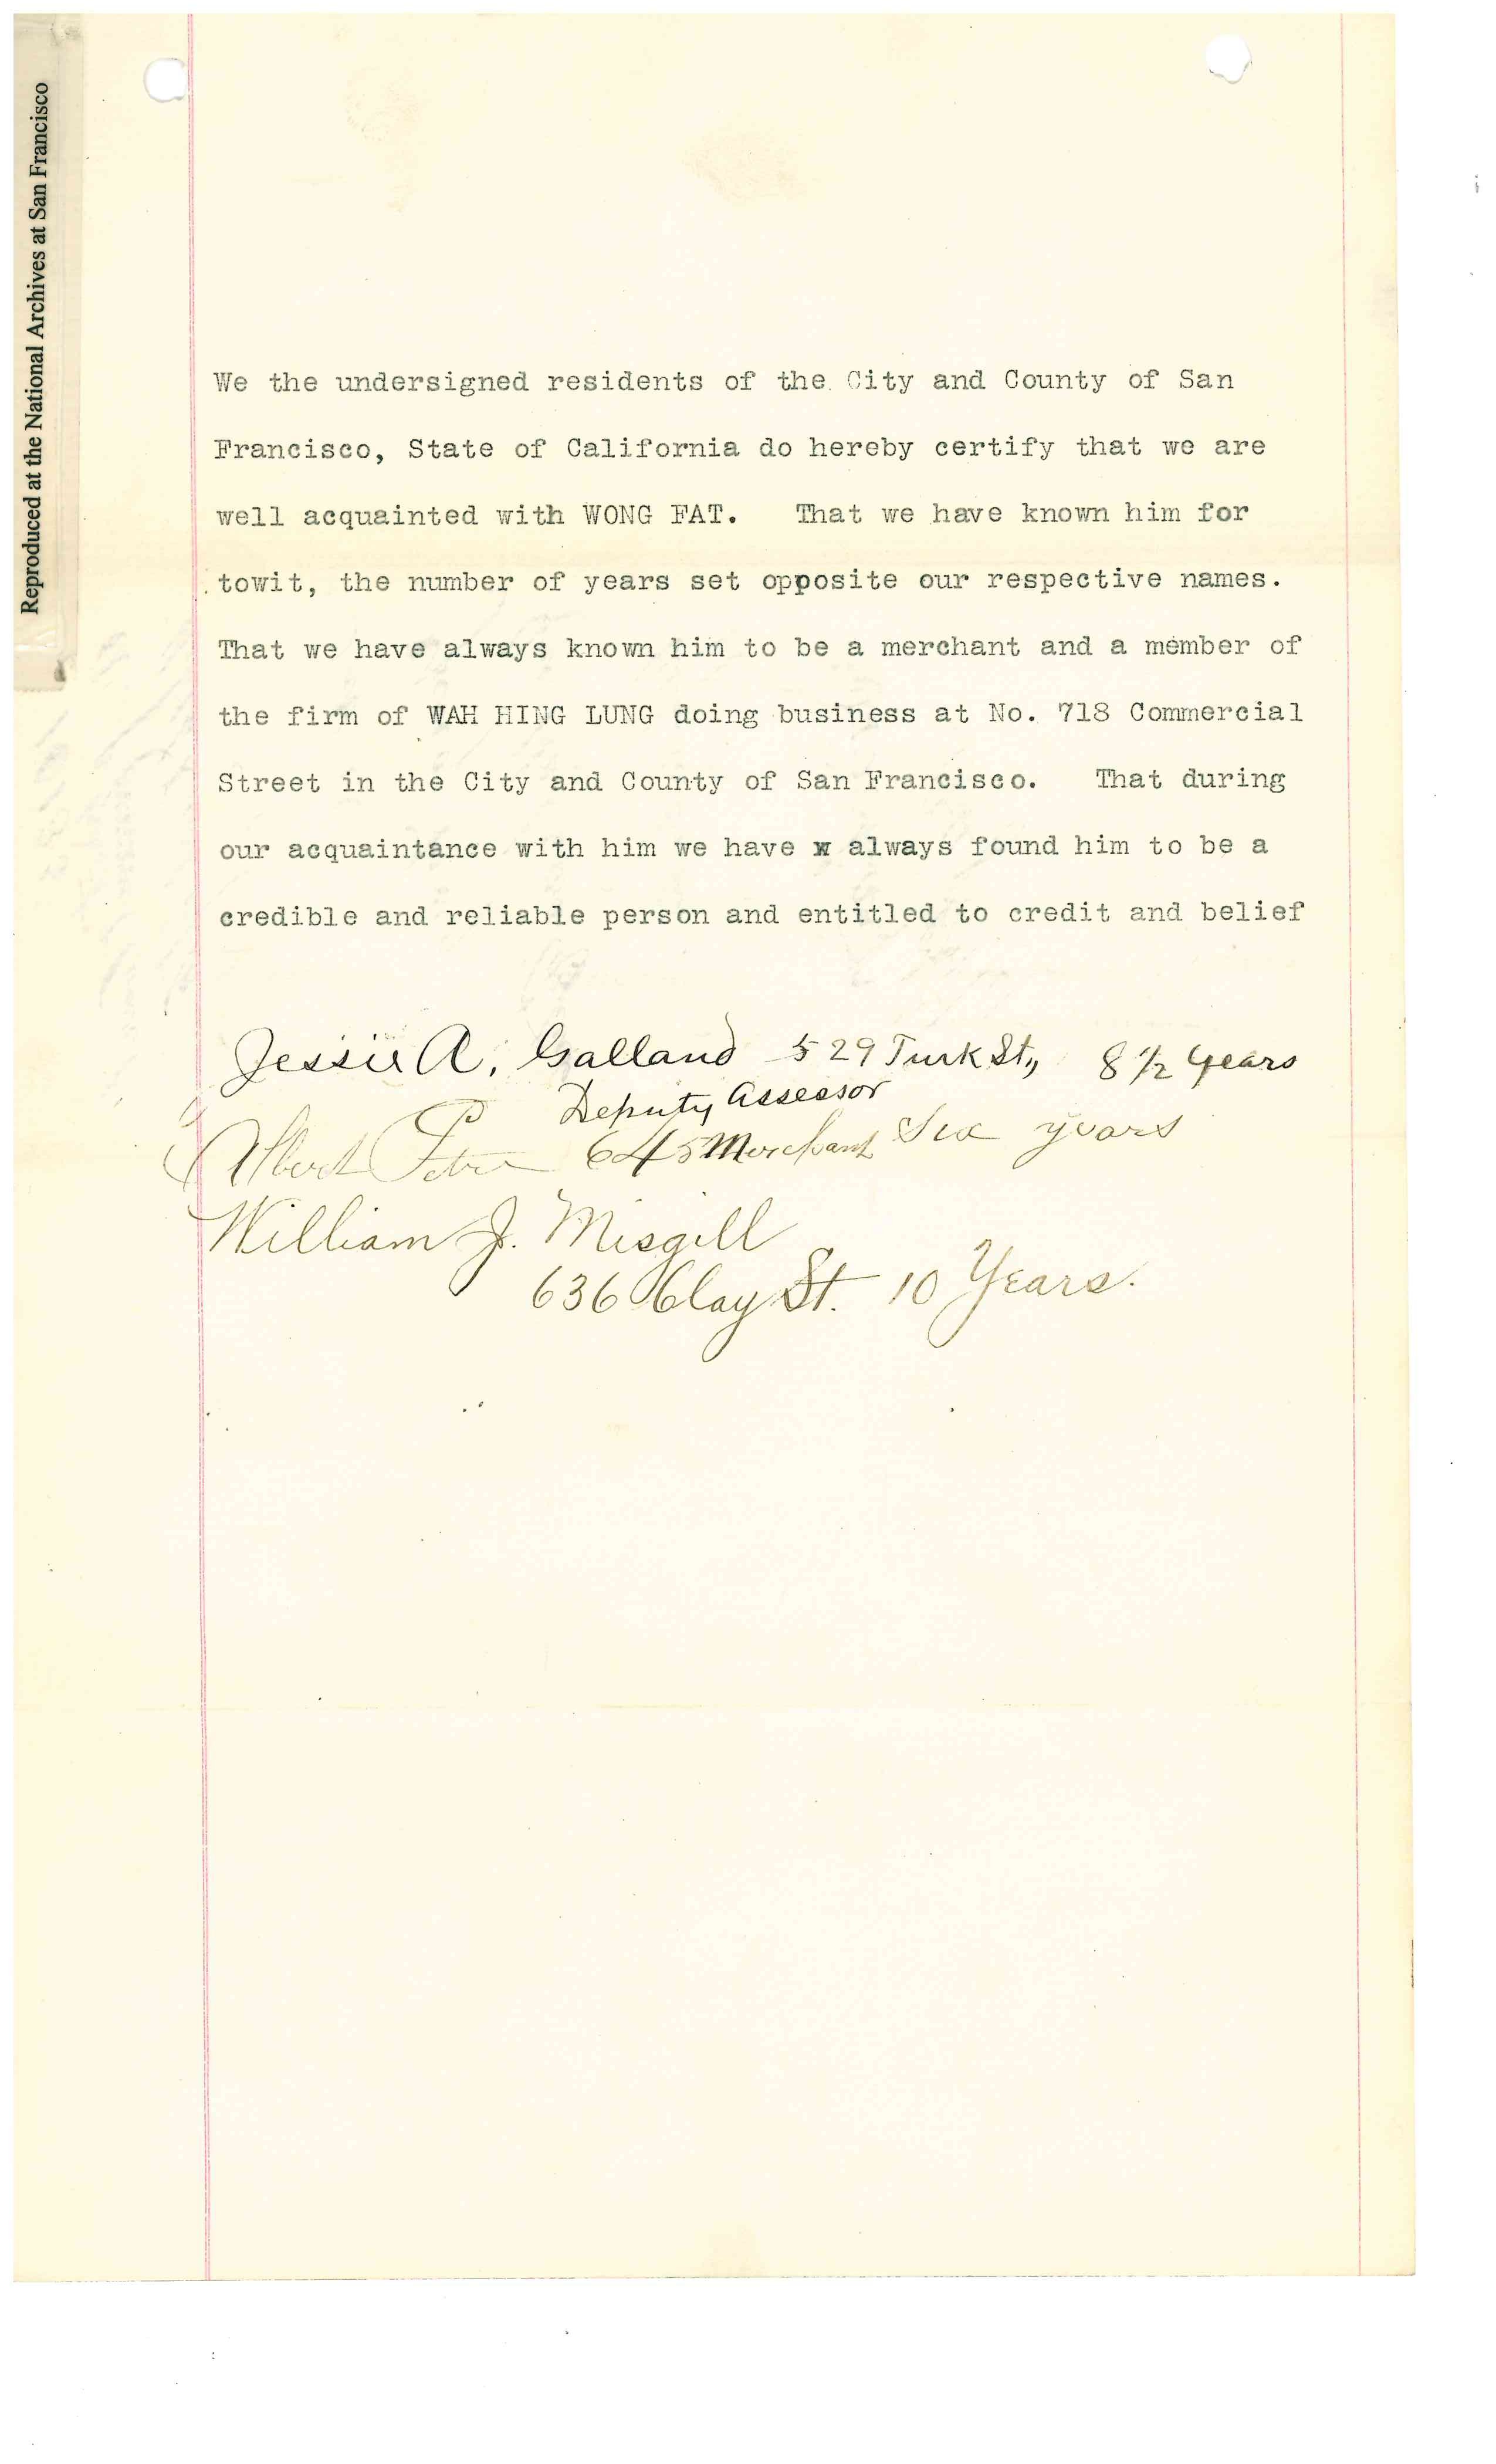 Reproduced at the National Archives at San Francisco
We the undersigned residents of the City and County of San
Francisco, State of California do hereby certify that we are
well acquainted with WONG FAT. That we have known him for
towit, the number of years set opposite our respective names.
That we have always known him to be a merchant and a member of
the firm of WAH HING LUNG doing business at No. 718 Commercial
Street in the City and County of San Francisco. That during
our acquaintance with him we have x always found him to be a
credible and reliable person and entitled to credit and belief
Jessie A. Galland 529 Turk St., 8 1/2 Years
Deputy Assessor
Albert 645 Merchant Six years
William J. Misgill
636 Clay St. 10 Years.